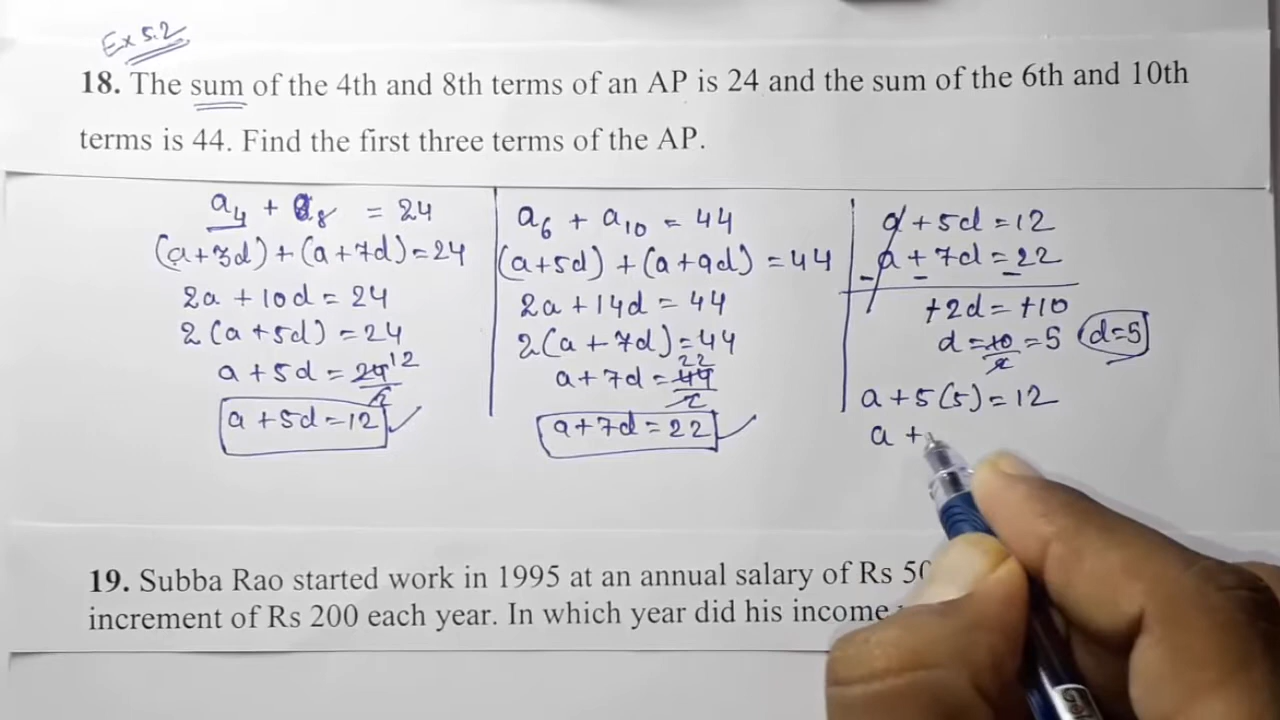 Ex 5.2
18. The sum of the 4th and 8th terms of an AP is 24 and the sum of the 6th and 10th
terms is 44. Find the first three terms of the AP.
a₄ + a₈ = 24
(a+3d)+(a+7d)=24
2a + 10d = 24
2(a+5d) = 24
a + 5d = 24/2 12
a + 5d = 12
a₆ + a₁₀ = 44
(a+5d) + (a+9d) = 44
2a + 14d = 44
2(a + 7d) = 44
a + 7d = 44/2 22
a + 7d = 22
a + 5d = 12
a + 7d = 22
- - -
+2d = +10
d = 10/2 = 5 d=5
a + 5(5) = 12
a +
19. Subba Rao started work in 1995 at an annual salary of Rs
increment of Rs 200 each year. In which year did his income